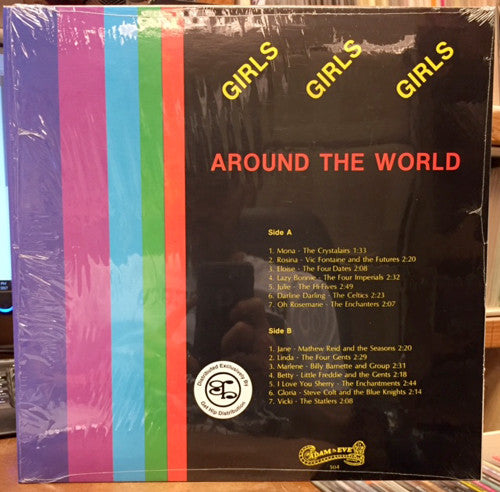 GIRLS GIRLS GIRLS
AROUND THE WORLD
Side A
1. Mona - The Crystalairs 1:33
2. Rosina - Vic Fontaine and the Futures 2:20
3. Eloise - The Four Dates 2:08
4. Lazy Bonnie - The Four Imperials 2:32
5. Julie - The Hi-Fives 2:49
6. Darline Darling - The Celtics 2:23
7. Oh Rosemarie - The Enchanters 2:07
Side B
1. Jane - Mathew Reid and the Seasons 2:20
2. Linda - The Four Gents 2:29
3. Marlene - Billy Barnette and Group 2:31
4. Betty - Little Freddie and the Gents 2:18
5. I Love You Sherry - The Enchantments 2:44
6. Gloria - Steve Colt and the Blue Knights 2:14
7. Vicki - The Statlers 2:08
Distributed Exclusively By
Get Hip Distribution
ADAM & EVE
504